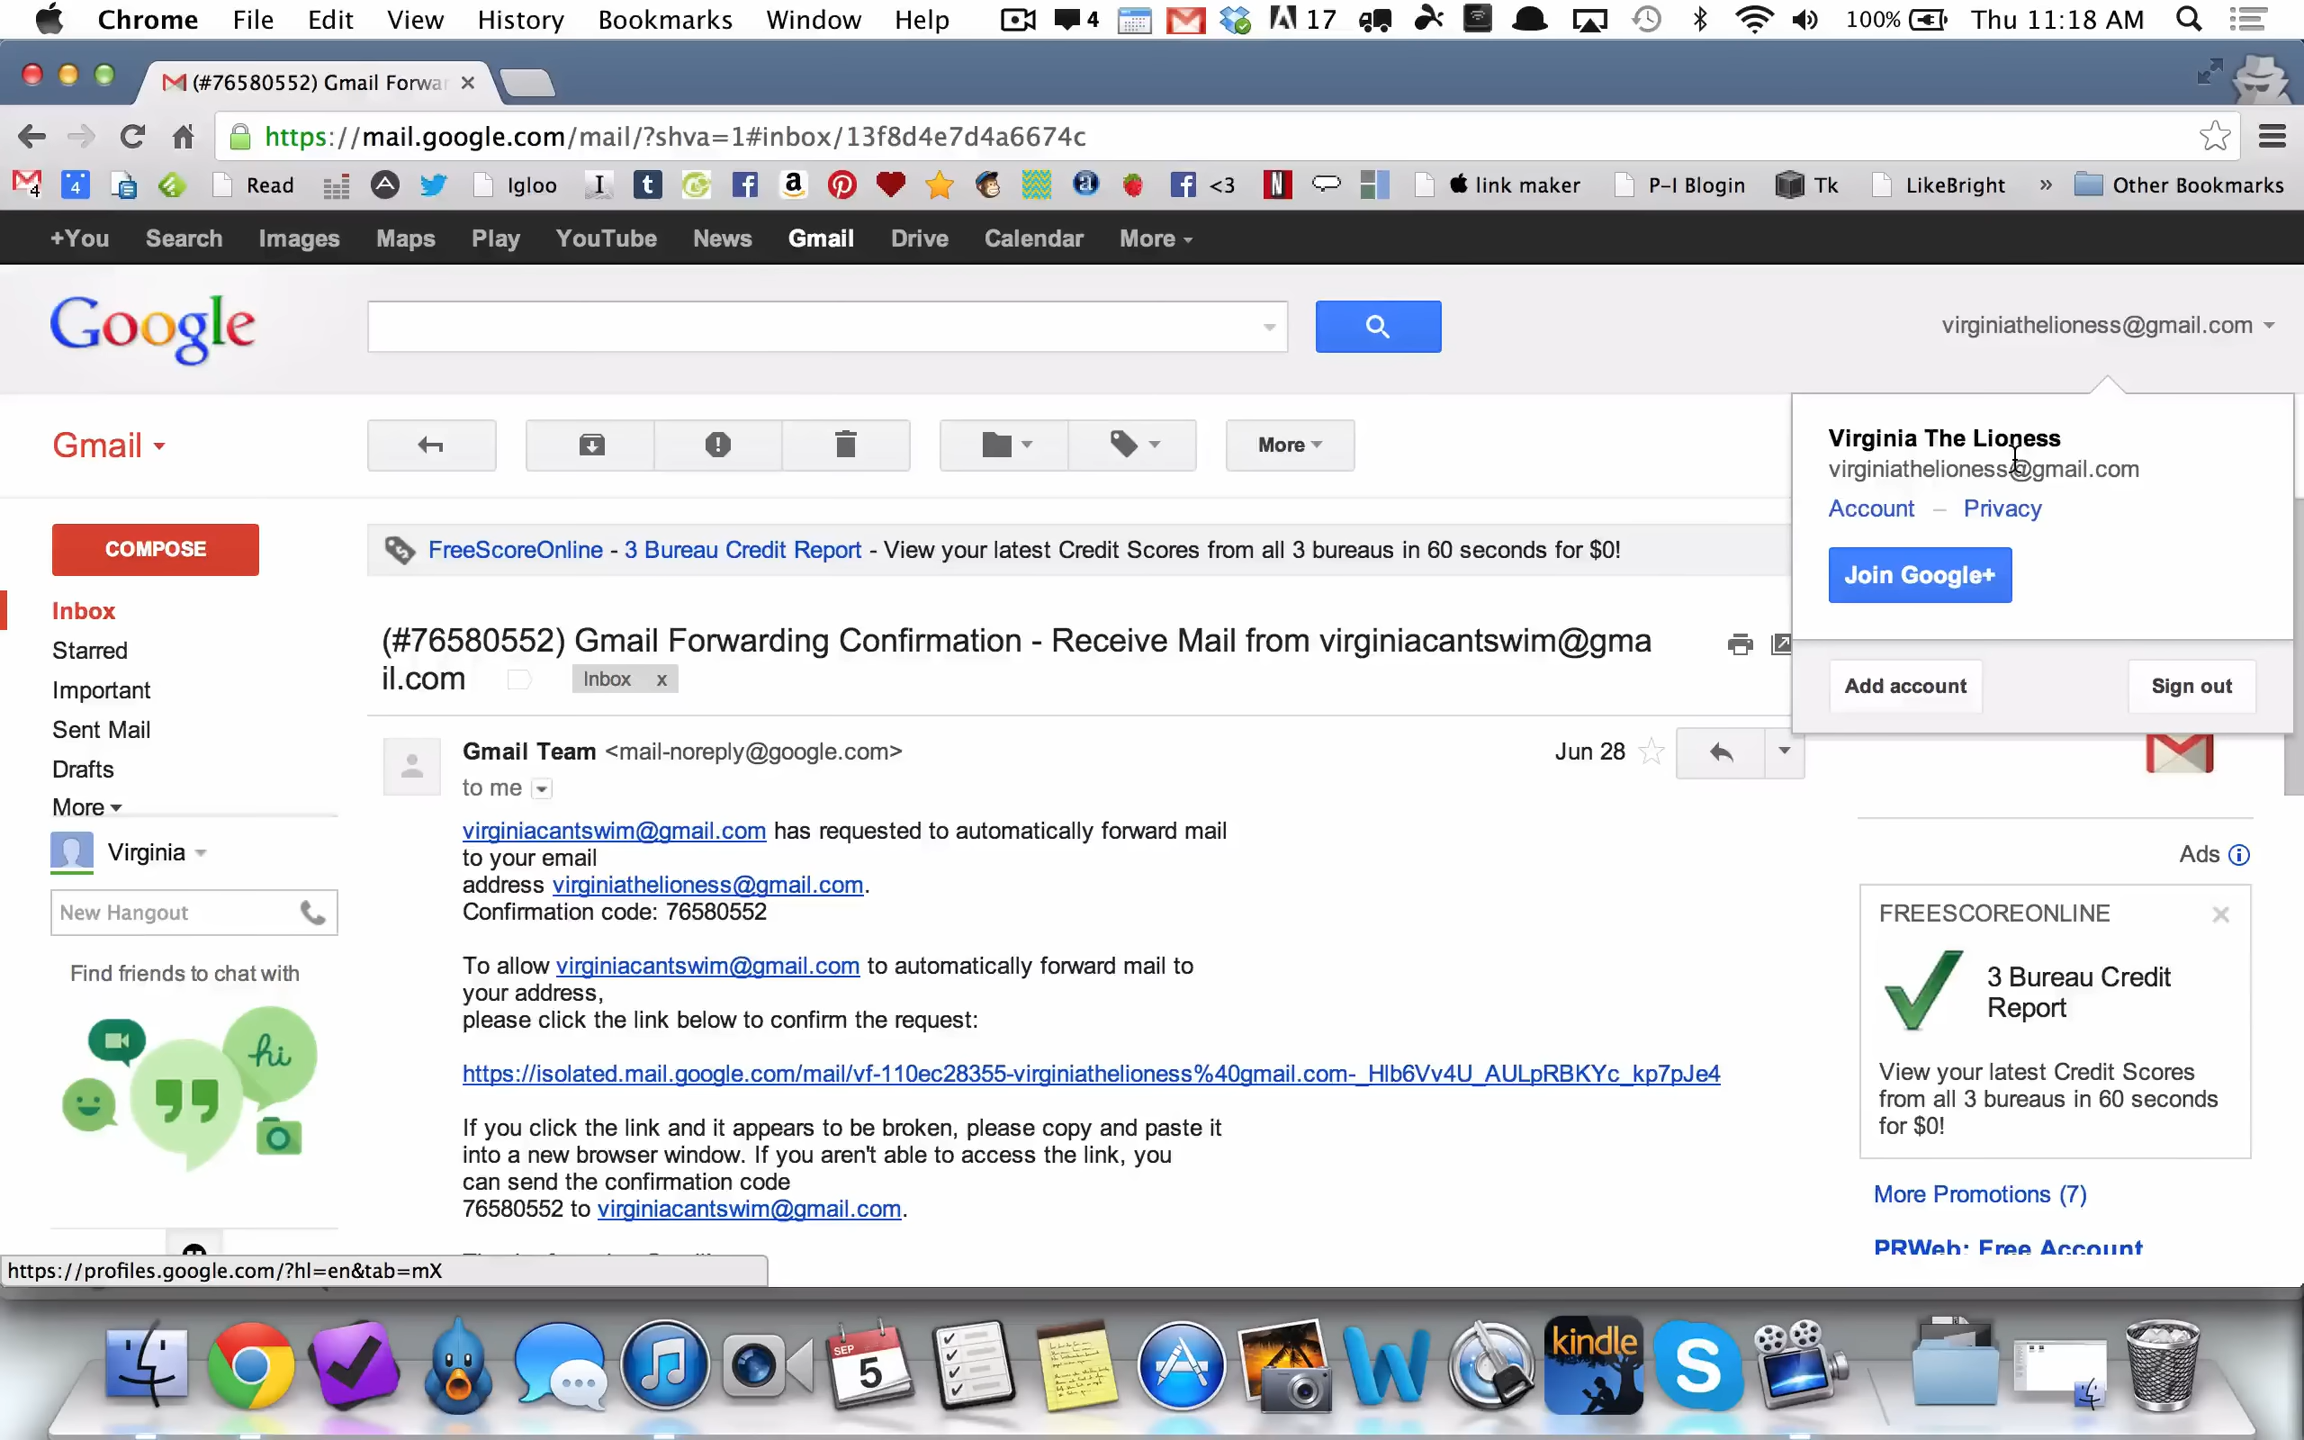 Chrome File Edit View History Bookmarks Window Help 4 17 100% Thu 11:18 AM
(#76580552) Gmail Forwar
https://mail.google.com/mail/?shva=1#inbox/13f8d4e7d4a6674c
4 4 Read Igloo I t a <3 N link maker P-I Blogin Tk LikeBright » Other Bookmarks
+You Search Images Maps Play YouTube News Gmail Drive Calendar More
Google
virginiathelioness@gmail.com
Gmail
More
Virginia The Lioness
virginiathelioness@gmail.com
Account – Privacy
Join Google+
Add account Sign out
COMPOSE
Inbox
Starred
Important
Sent Mail
Drafts
More
Virginia
New Hangout
Find friends to chat with
hi
FreeScoreOnline - 3 Bureau Credit Report - View your latest Credit Scores from all 3 bureaus in 60 seconds for $0!
(#76580552) Gmail Forwarding Confirmation - Receive Mail from virginiacantswim@gma
il.com Inbox x
Gmail Team <mail-noreply@google.com> Jun 28
to me
virginiacantswim@gmail.com has requested to automatically forward mail
to your email
address virginiathelioness@gmail.com.
Confirmation code: 76580552
To allow virginiacantswim@gmail.com to automatically forward mail to
your address,
please click the link below to confirm the request:
https://isolated.mail.google.com/mail/vf-110ec28355-virginiathelioness%40gmail.com-_Hlb6Vv4U_AULpRBKYc_kp7pJe4
If you click the link and it appears to be broken, please copy and paste it
into a new browser window. If you aren't able to access the link, you
can send the confirmation code
76580552 to virginiacantswim@gmail.com.
Ads
FREESCOREONLINE
3 Bureau Credit
Report
View your latest Credit Scores
from all 3 bureaus in 60 seconds
for $0!
More Promotions (7)
PRWeb: Free Account
https://profiles.google.com/?hl=en&tab=mX
SEP
5
W
kindle
S